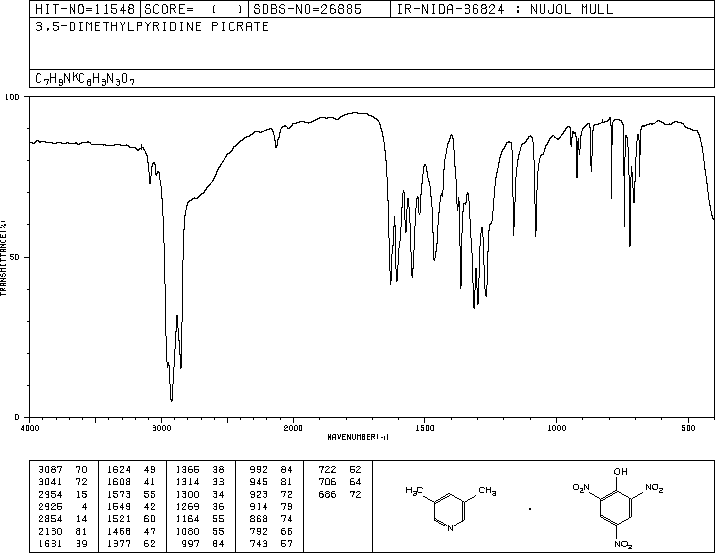 HIT-NO=11548 SCORE= ( ) SDBS-NO=26885 IR-NIDA-36824 : NUJOL MULL
3,5-DIMETHYLPYRIDINE PICRATE
C7H9NKC6H3N3O7
100
50
0
TRANSMITTANCE(%)
4000 3000 2000 1500 1000 500
WAVENUMBER(-1)
3087 70 1624 49 1366 38 992 84 722 52
3041 72 1608 41 1314 33 945 81 706 64
2954 15 1573 55 1300 34 923 72 686 72
2925 4 1549 42 1269 36 914 79
2854 14 1521 60 1164 55 868 74
2130 81 1468 47 1080 55 792 66
1631 39 1377 62 997 84 743 57
H3C CH3
N
OH
O2N NO2
NO2